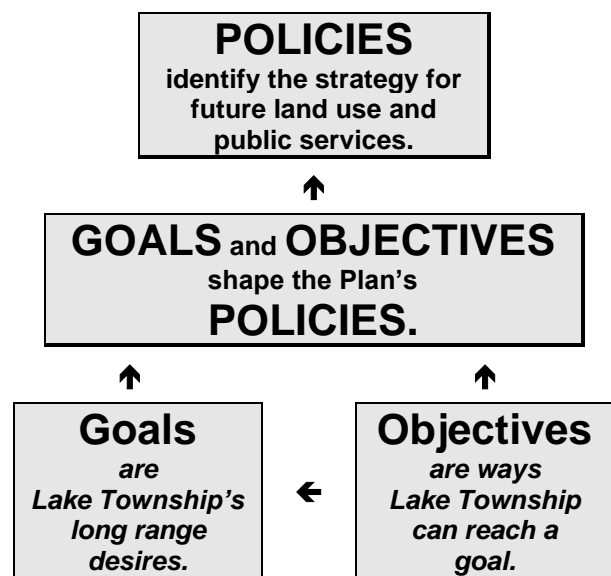 POLICIES
identify the strategy for
future land use and
public services.
GOALS and OBJECTIVES
shape the Plan's
POLICIES.
Goals
are
Lake Township's
long range
desires.
Objectives
are ways
Lake Township
can reach a
goal.